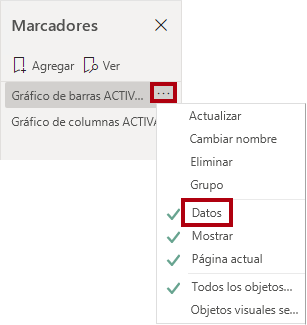 Marcadores
Agregar Ver
Gráfico de barras ACTIVA... ...
Gráfico de columnas ACTIVA
Actualizar
Cambiar nombre
Eliminar
Grupo
Datos
Mostrar
Página actual
Todos los objetos...
Objetos visuales se...